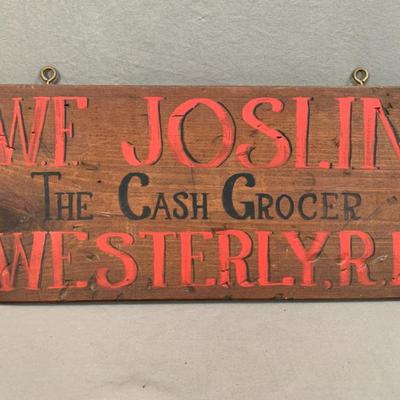 W.F. JOSLIN
THE CASH GROCER
WESTERLY, R.I